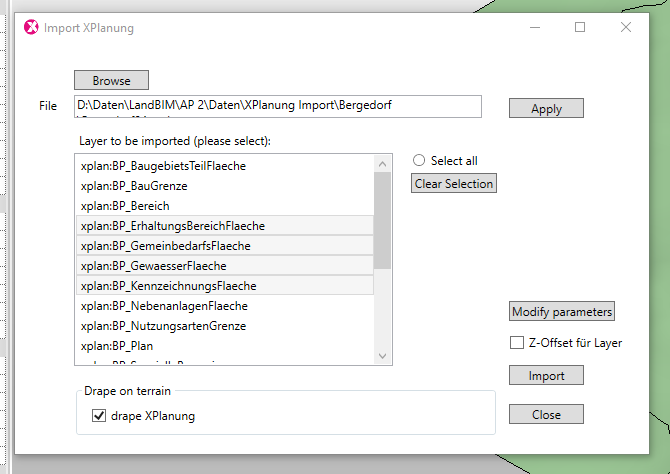 Import XPlanung
Browse
File
D:\Daten\LandBIM\AP 2\Daten\XPlanung Import\Bergedorf
Apply
Layer to be imported (please select):
xplan:BP_BaugebietsTeilFlaeche
xplan:BP_BauGrenze
xplan:BP_Bereich
xplan:BP_ErhaltungsBereichFlaeche
xplan:BP_GemeinbedarfsFlaeche
xplan:BP_GewaesserFlaeche
xplan:BP_KennzeichnungsFlaeche
xplan:BP_NebenanlagenFlaeche
xplan:BP_NutzungsartenGrenze
xplan:BP_Plan
Select all
Clear Selection
Modify parameters
Z-Offset für Layer
Import
Close
Drape on terrain
drape XPlanung